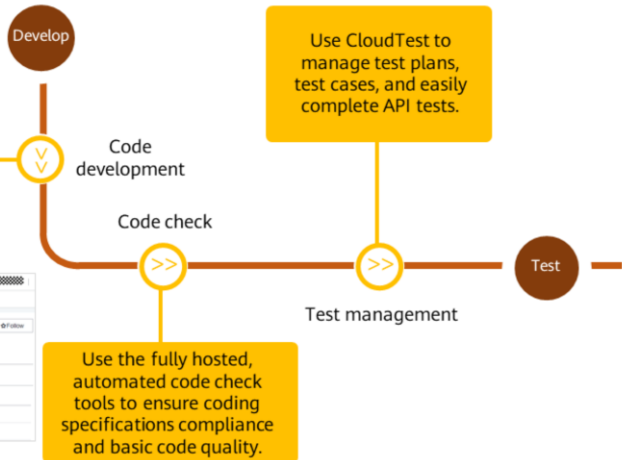 Develop
Use CloudTest to
manage test plans,
test cases, and easily
complete API tests.
Code
development
Code check
>>
>>
Test
Follow
Test management
Use the fully hosted,
automated code check
tools to ensure coding
specifications compliance
and basic code quality.